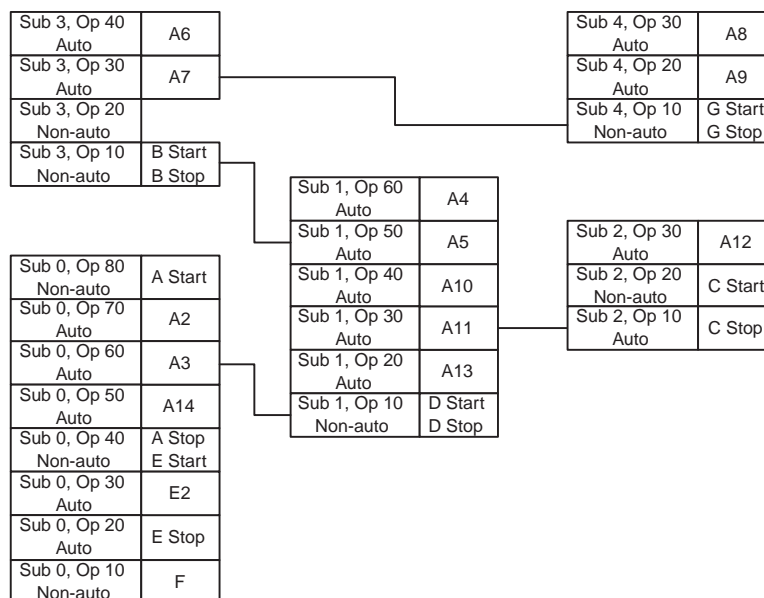 Sub 3, Op 40
Auto
A6
Sub 3, Op 30
Auto
A7
Sub 3, Op 20
Non-auto
Sub 3, Op 10
Non-auto
B Start
B Stop
Sub 0, Op 80
Non-auto
A Start
Sub 0, Op 70
Auto
A2
Sub 0, Op 60
Auto
A3
Sub 0, Op 50
Auto
A14
Sub 0, Op 40
Non-auto
A Stop
E Start
Sub 0, Op 30
Auto
E2
Sub 0, Op 20
Auto
E Stop
Sub 0, Op 10
Non-auto
F
Sub 1, Op 60
Auto
A4
Sub 1, Op 50
Auto
A5
Sub 1, Op 40
Auto
A10
Sub 1, Op 30
Auto
A11
Sub 1, Op 20
Auto
A13
Sub 1, Op 10
Non-auto
D Start
D Stop
Sub 4, Op 30
Auto
A8
Sub 4, Op 20
Auto
A9
Sub 4, Op 10
Non-auto
G Start
G Stop
Sub 2, Op 30
Auto
A12
Sub 2, Op 20
Non-auto
C Start
Sub 2, Op 10
Auto
C Stop